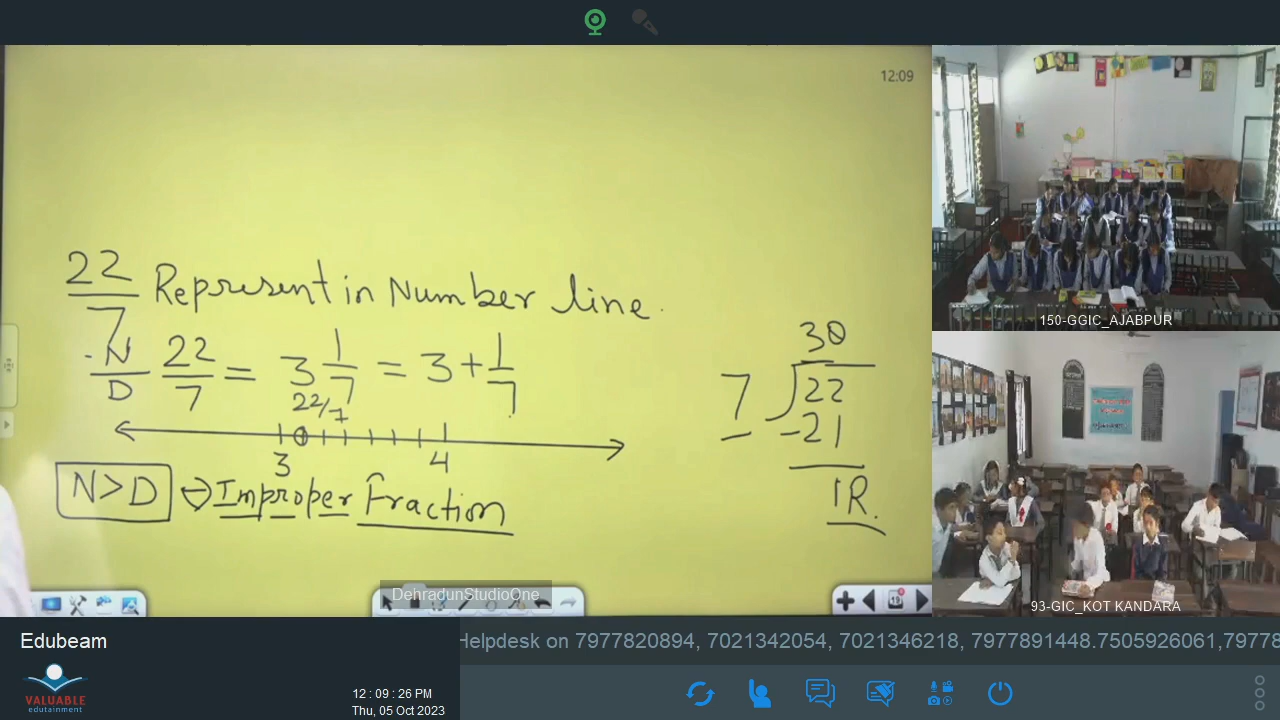 12:09
22/7 Represent in Number line.
N/D 22/7 = 3 1/7 = 3 + 1/7
22/7
3 4
N>D ⇨ Improper Fraction
3Q
7 22
-21
1R.
DehradunStudioOne
150-GGIC_AJABPUR
93-GIC_KOT KANDARA
Edubeam
Helpdesk on 7977820894, 7021342054, 7021346218, 7977891448.7505926061,79778
VALUABLE
edutainment
12 : 09 : 26 PM
Thu, 05 Oct 2023